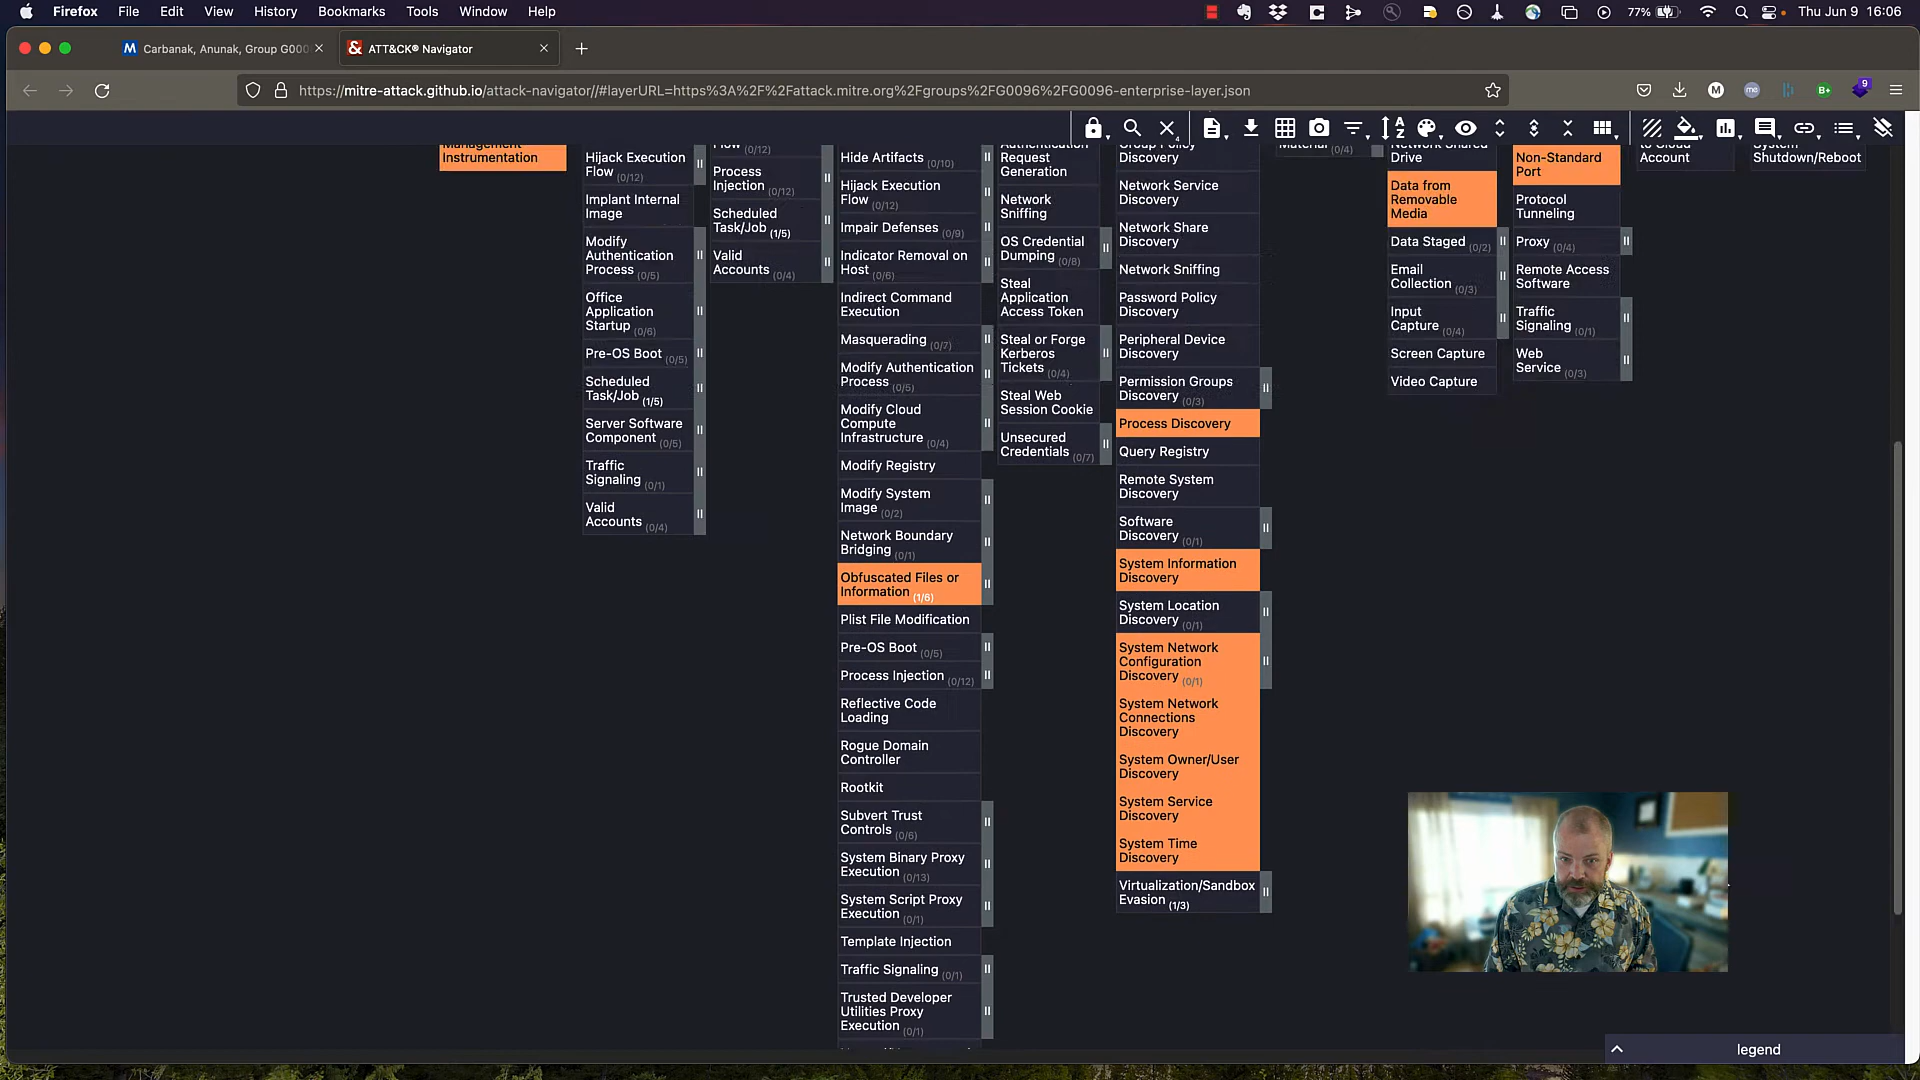 Firefox File Edit View History Bookmarks Tools Window Help
77% Thu Jun 9 16:06
Carbanak, Anunak, Group G000
ATT&CK® Navigator
https://mitre-attack.github.io/attack-navigator//#layerURL=https%3A%2F%2Fattack.mitre.org%2Fgroups%2FG0096%2FG0096-enterprise-layer.json
9
4
Management
Instrumentation
Hijack Execution
Flow (0/12)
Implant Internal
Image
Modify
Authentication
Process (0/5)
Office
Application
Startup (0/6)
Pre-OS Boot (0/5)
Scheduled
Task/Job (1/5)
Server Software
Component (0/5)
Traffic
Signaling (0/1)
Valid
Accounts (0/4)
Flow (0/12)
Process
Injection (0/12)
Scheduled
Task/Job (1/5)
Valid
Accounts (0/4)
Hide Artifacts (0/10)
Hijack Execution
Flow (0/12)
Impair Defenses (0/9)
Indicator Removal on
Host (0/6)
Indirect Command
Execution
Masquerading (0/7)
Modify Authentication
Process (0/5)
Modify Cloud
Compute
Infrastructure (0/4)
Modify Registry
Modify System
Image (0/2)
Network Boundary
Bridging (0/1)
Obfuscated Files or
Information (1/6)
Plist File Modification
Pre-OS Boot (0/5)
Process Injection (0/12)
Reflective Code
Loading
Rogue Domain
Controller
Rootkit
Subvert Trust
Controls (0/6)
System Binary Proxy
Execution (0/13)
System Script Proxy
Execution (0/1)
Template Injection
Traffic Signaling (0/1)
Trusted Developer
Utilities Proxy
Execution (0/1)
Authentication
Request
Generation
Network
Sniffing
OS Credential
Dumping (0/8)
Steal
Application
Access Token
Steal or Forge
Kerberos
Tickets (0/4)
Steal Web
Session Cookie
Unsecured
Credentials (0/7)
Group Policy
Discovery
Network Service
Discovery
Network Share
Discovery
Network Sniffing
Password Policy
Discovery
Peripheral Device
Discovery
Permission Groups
Discovery (0/3)
Process Discovery
Query Registry
Remote System
Discovery
Software
Discovery (0/1)
System Information
Discovery
System Location
Discovery (0/1)
System Network
Configuration
Discovery (0/1)
System Network
Connections
Discovery
System Owner/User
Discovery
System Service
Discovery
System Time
Discovery
Virtualization/Sandbox
Evasion (1/3)
Material (0/4)
Network Shared
Drive
Data from
Removable
Media
Data Staged (0/2)
Email
Collection (0/3)
Input
Capture (0/4)
Screen Capture
Video Capture
Non-Standard
Port
Protocol
Tunneling
Proxy (0/4)
Remote Access
Software
Traffic
Signaling (0/1)
Web
Service (0/3)
to Cloud
Account
System
Shutdown/Reboot
legend